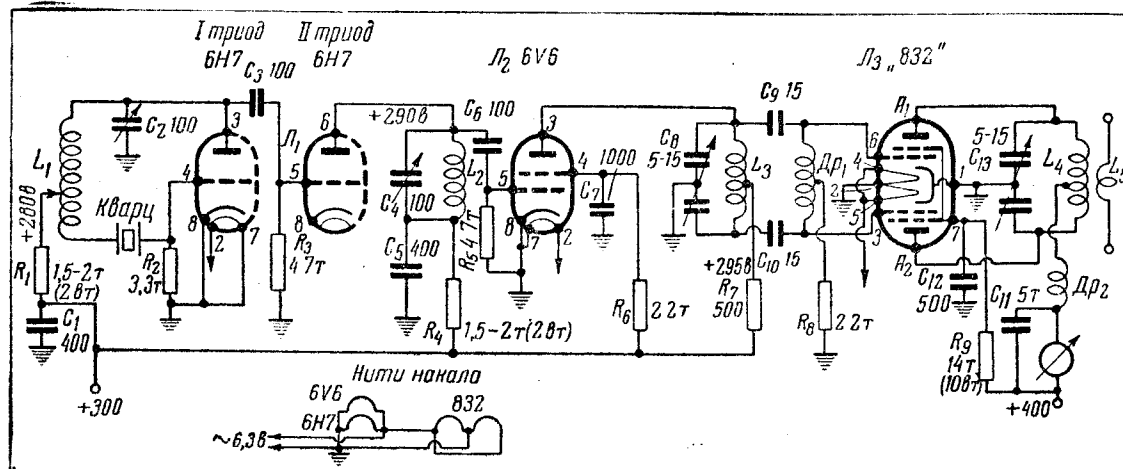 I триод
6Н7
II триод
6Н7
Л2 6V6
Л3 „832”
C3 100
C2 100
L1
+280в
Кварц
R1
1,5-2т
(2вт)
C1
400
+300
R2
3,3т
3
4
8
2
7
Л1
6
5
8
R3
47т
+290в
C4 100
L2
C5 400
C6 100
R5 47т
R4
1,5-2т(2вт)
3
5
4
8
7
2
1000
C7
R6
22т
C8
5-15
L3
C9 15
C10 15
+295в
R7
500
Др1
R8
22т
A1
6
4
2
5
3
1
7
A2
C12
500
5-15
C13
L4
L5
Др2
C11 5т
R9
14т
(10вт)
+400
Нити накала
6V6
6Н7
832
~6,3в